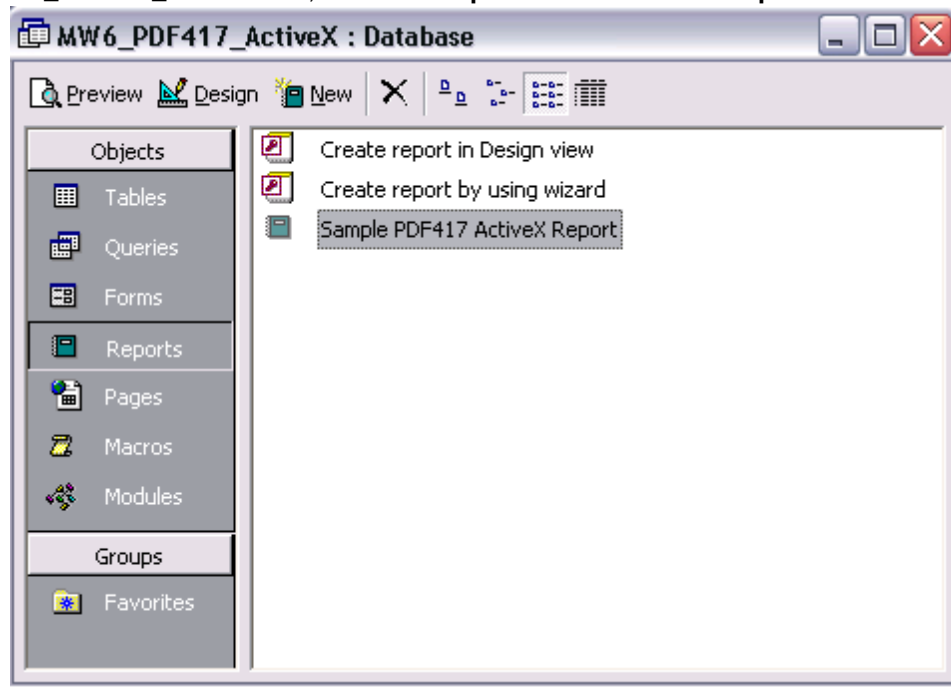 MW6_PDF417_ActiveX : Database
Preview Design New
Objects
Tables
Queries
Forms
Reports
Pages
Macros
Modules
Groups
Favorites
Create report in Design view
Create report by using wizard
Sample PDF417 ActiveX Report